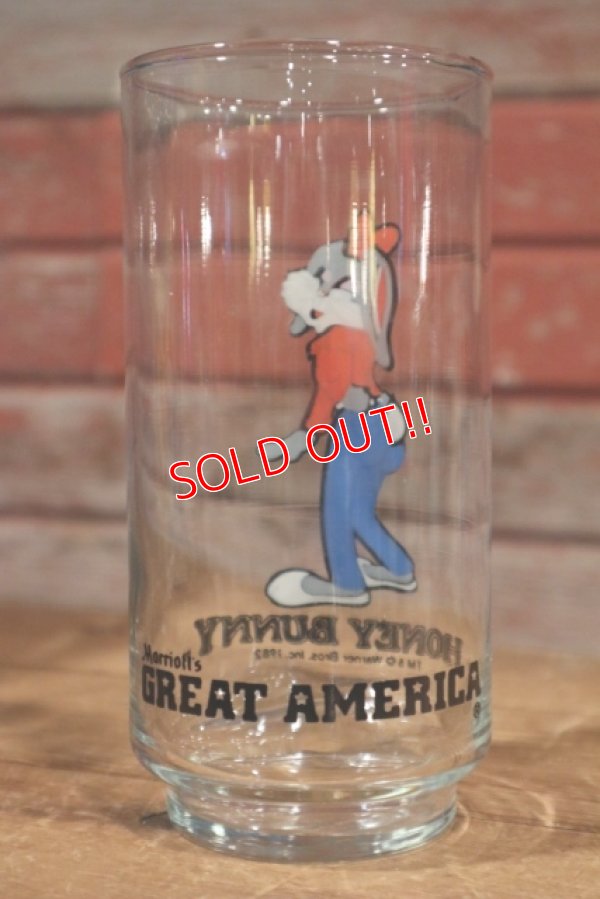 SOLD OUT!!
HONEY BUNNY
TM & © Warner Bros. Inc. 1982
Marriott's
GREAT AMERICA®